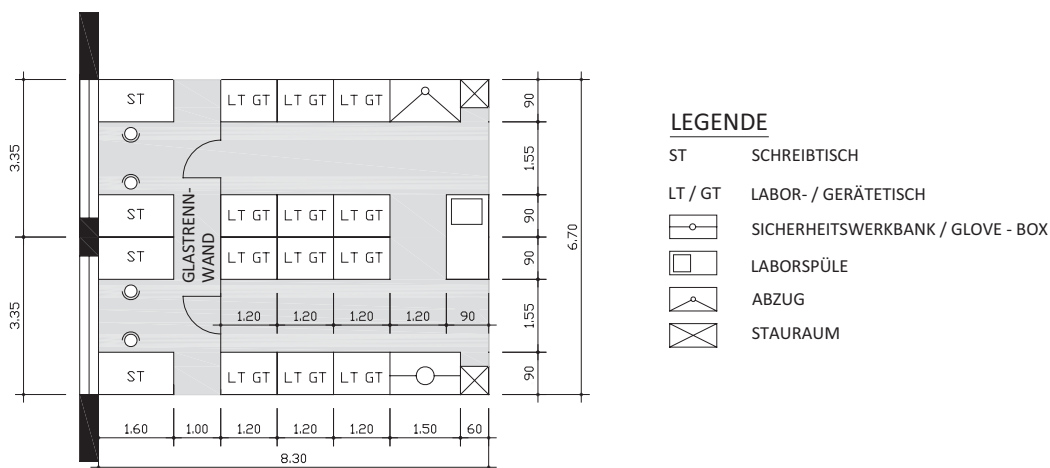 ST
LT GT
LT GT
LT GT
90
3.35
1.55
ST
LT GT
LT GT
LT GT
90
6.70
GLASTRENN-
WAND
ST
LT GT
LT GT
LT GT
90
3.35
1.20
1.20
1.20
1.20
90
1.55
ST
LT GT
LT GT
LT GT
90
1.60
1.00
1.20
1.20
1.20
1.50
60
8.30
LEGENDE
ST SCHREIBTISCH
LT / GT LABOR- / GERÄTETISCH
SICHERHEITSWERKBANK / GLOVE - BOX
LABORSPÜLE
ABZUG
STAURAUM